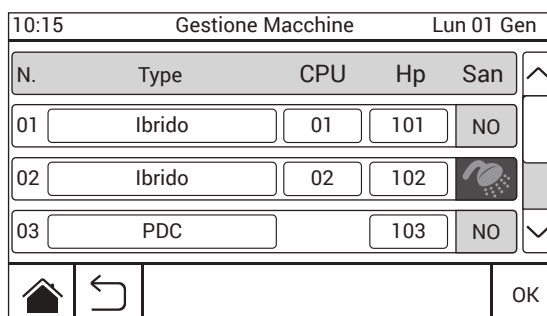 10:15 Gestione Macchine Lun 01 Gen
N. Type CPU Hp San
01 Ibrido 01 101 NO
02 Ibrido 02 102
03 PDC 103 NO
OK